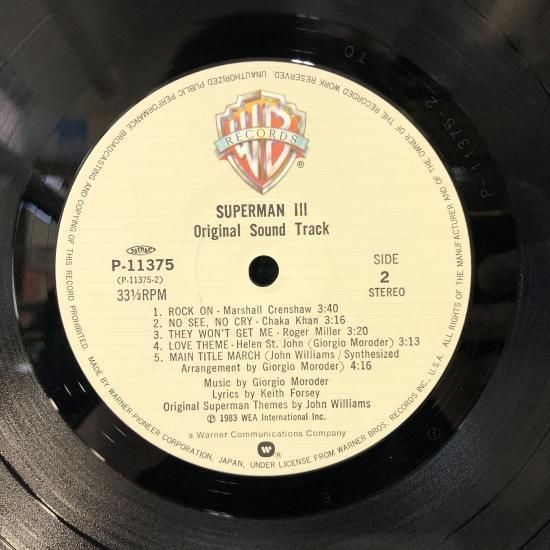 WB
RECORDS
®
SUPERMAN III
Original Sound Track
JASRAC
P-11375
(P-11375-2)
33⅓RPM
SIDE
2
STEREO
1. ROCK ON - Marshall Crenshaw 3:40
2. NO SEE, NO CRY - Chaka Khan 3:16
3. THEY WON'T GET ME - Roger Miller 3:20
4. LOVE THEME - Helen St. John (Giorgio Moroder) 3:13
5. MAIN TITLE MARCH (John Williams/Synthesized
Arrangement by Giorgio Moroder) 4:16
Music by Giorgio Moroder
Lyrics by Keith Forsey
Original Superman Themes by John Williams
℗ 1983 WEA International Inc.
a Warner Communications Company
MADE BY WARNER-PIONEER CORPORATION, JAPAN, UNDER LICENSE FROM WARNER BROS. RECORDS INC., U.S.A. ALL RIGHTS OF THE MANUFACTURER AND OF THE OWNER OF THE RECORDED WORK RESERVED. UNAUTHORIZED PUBLIC PERFORMANCE BROADCASTING AND COPYING OF THIS RECORD PROHIBITED.
P-11375-2